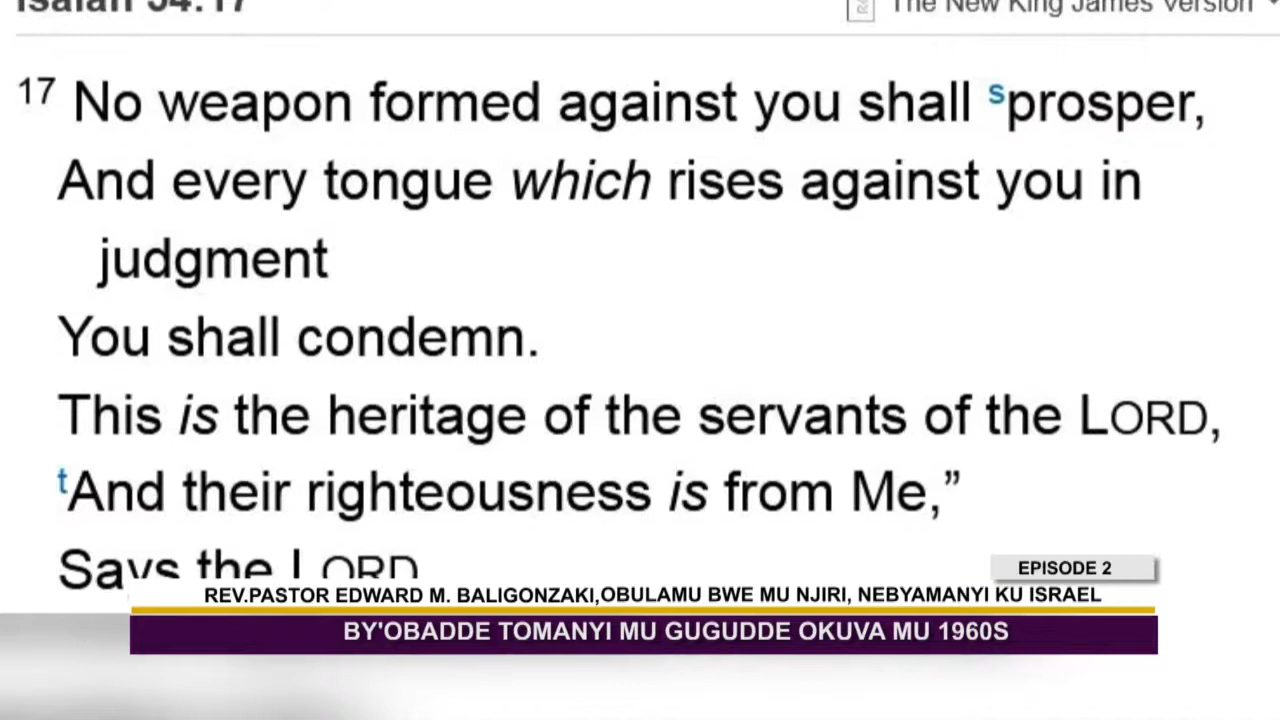 Isaiah 54:17 The New King James Version
17 No weapon formed against you shall sprosper,
And every tongue which rises against you in
judgment
You shall condemn.
This is the heritage of the servants of the LORD,
tAnd their righteousness is from Me,”
Says the LORD
EPISODE 2
REV.PASTOR EDWARD M. BALIGONZAKI,OBULAMU BWE MU NJIRI, NEBYAMANYI KU ISRAEL
BY'OBADDE TOMANYI MU GUGUDDE OKUVA MU 1960S